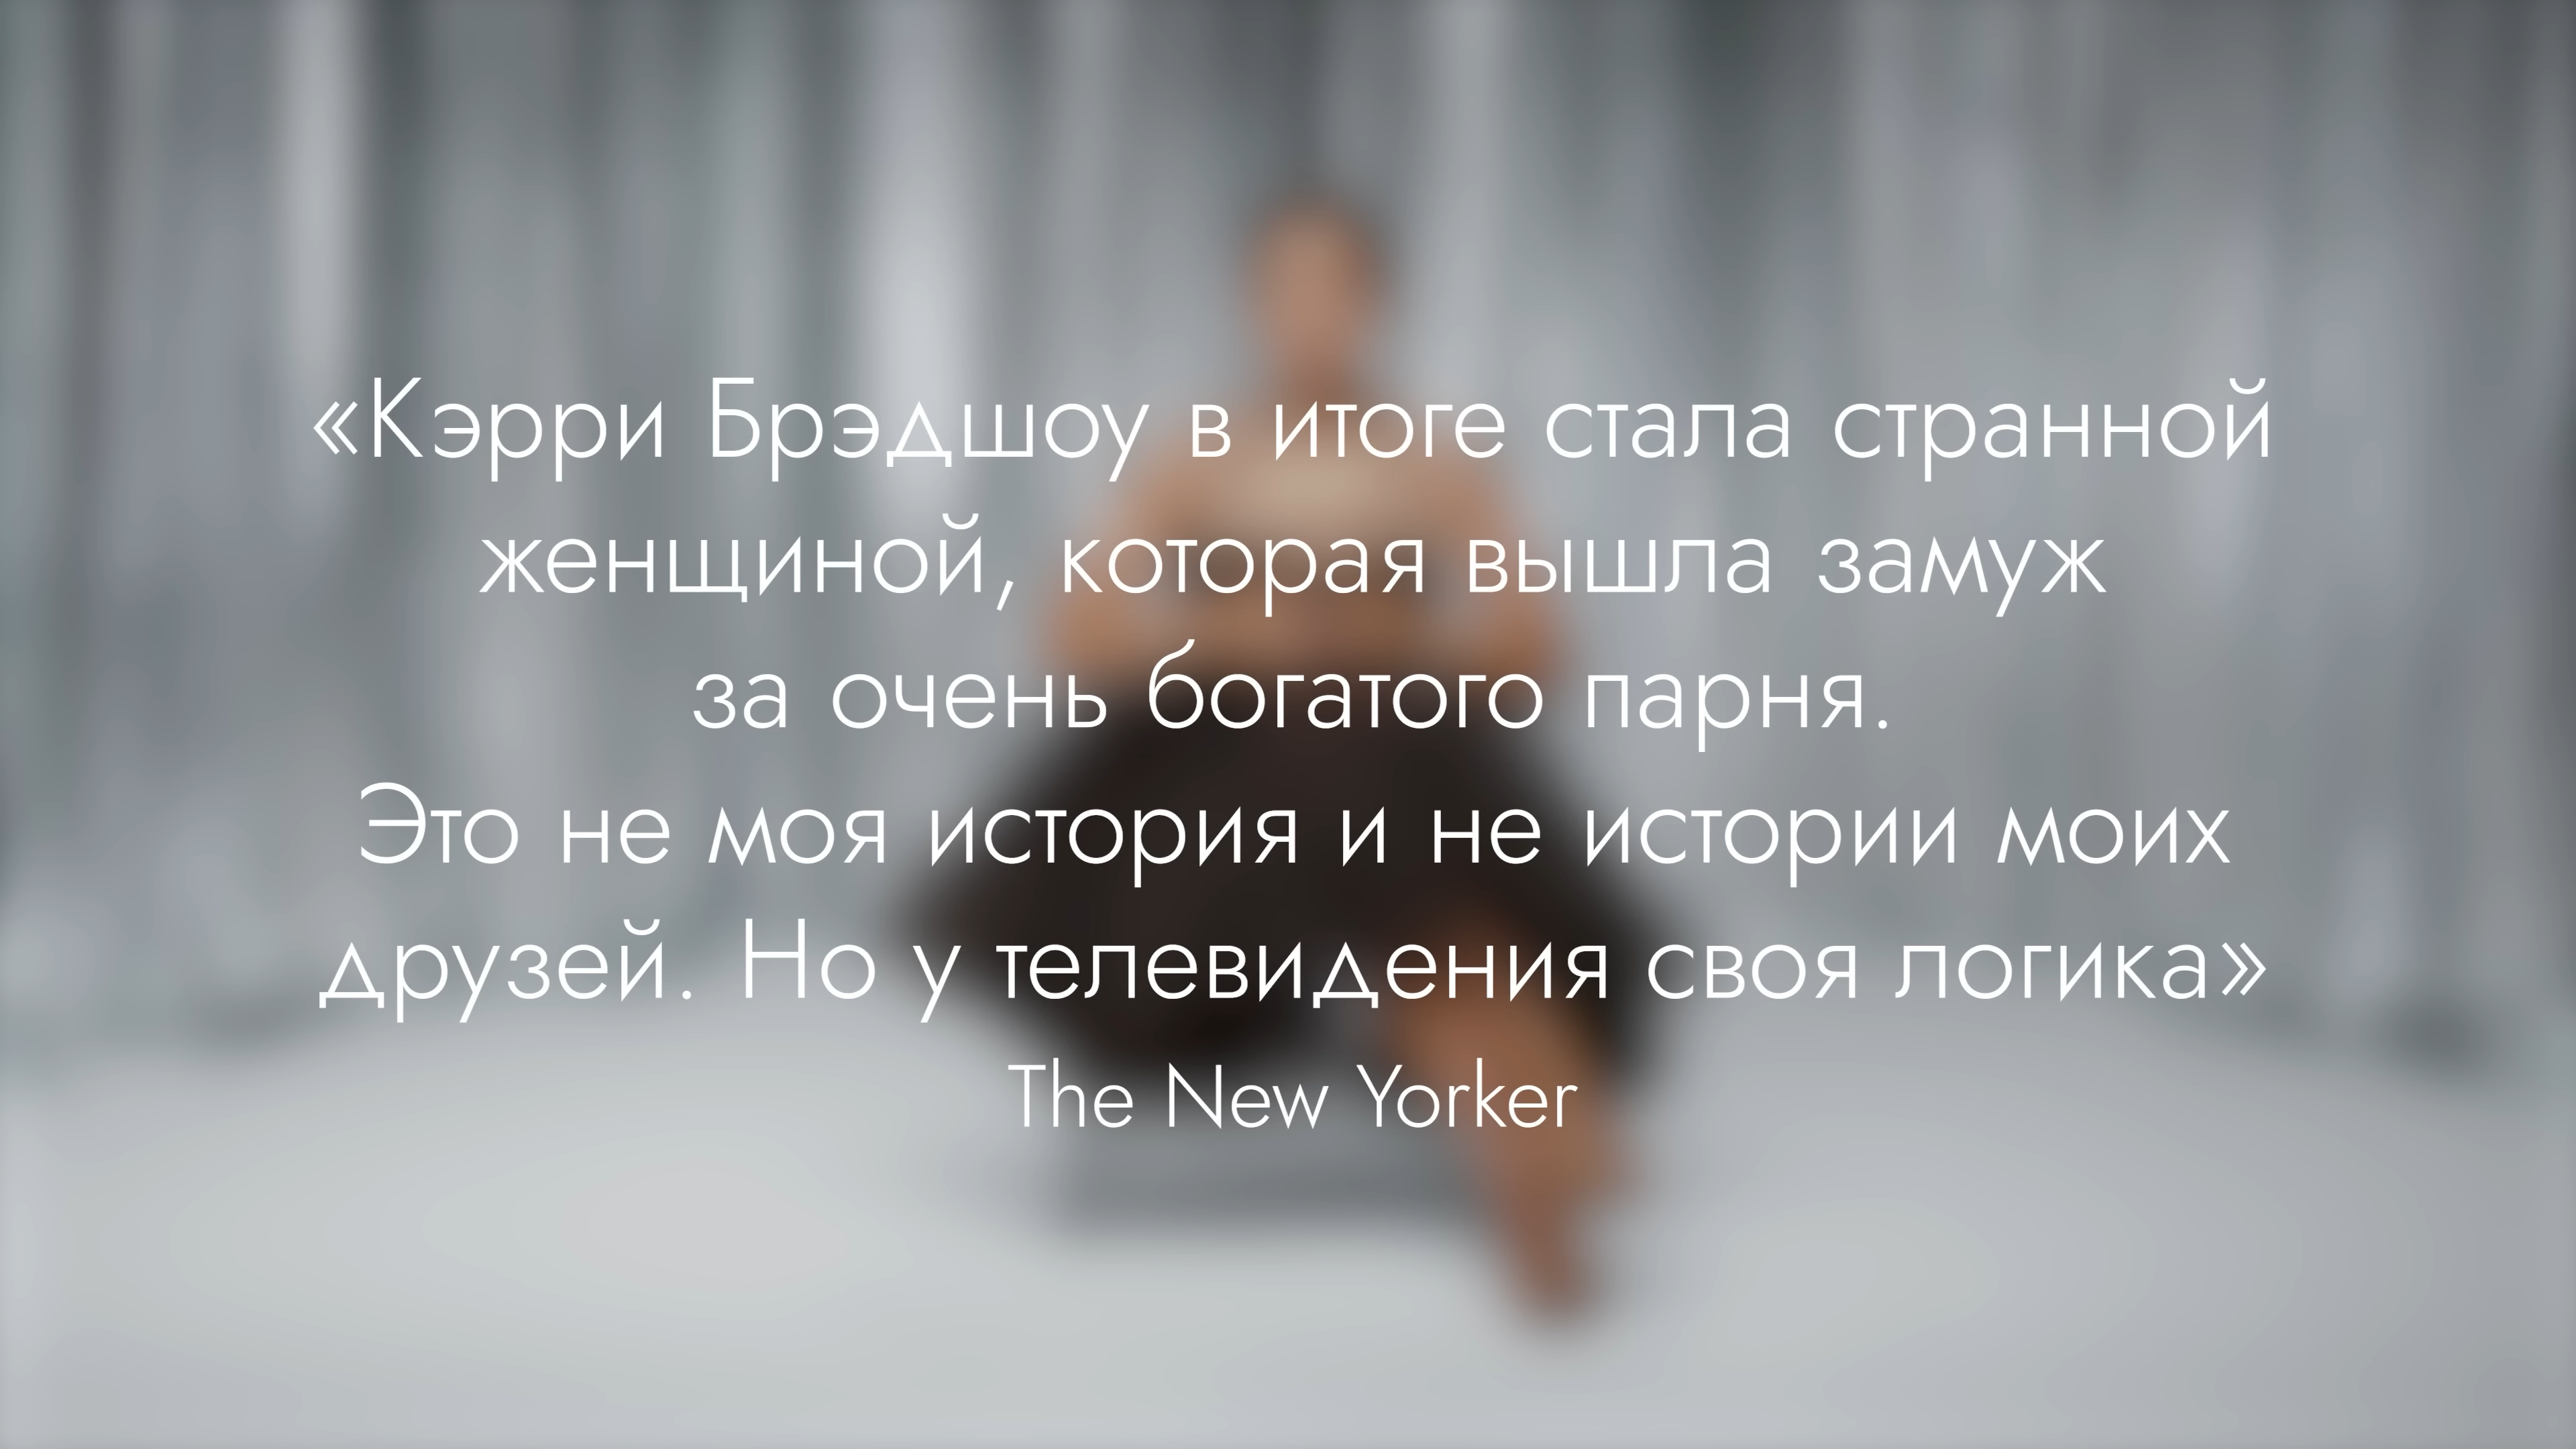 «Кэрри Брэдшоу в итоге стала странной
женщиной, которая вышла замуж
за очень богатого парня.
Это не моя история и не истории моих
друзей. Но у телевидения своя логика»
The New Yorker